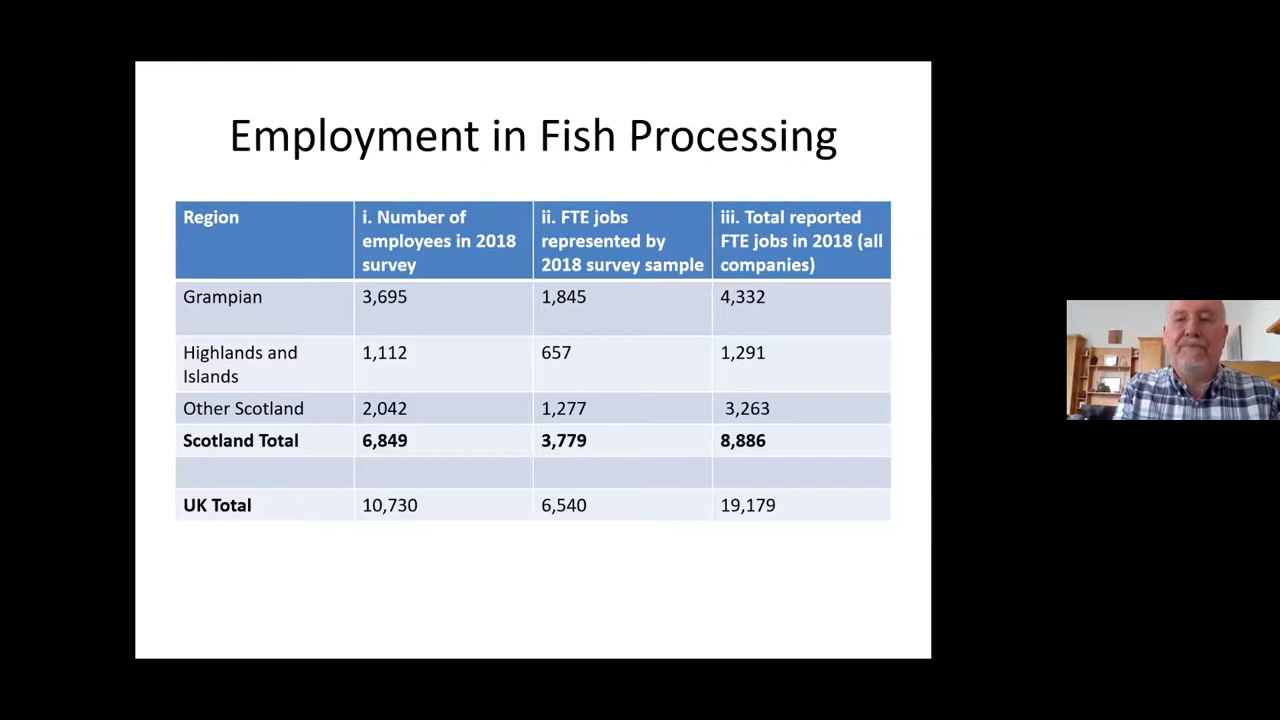 Employment in Fish Processing
Region
i. Number of
employees in 2018
survey
ii. FTE jobs
represented by
2018 survey sample
iii. Total reported
FTE jobs in 2018 (all
companies)
Grampian
3,695
1,845
4,332
Highlands and
Islands
1,112
657
1,291
Other Scotland
2,042
1,277
3,263
Scotland Total
6,849
3,779
8,886
UK Total
10,730
6,540
19,179